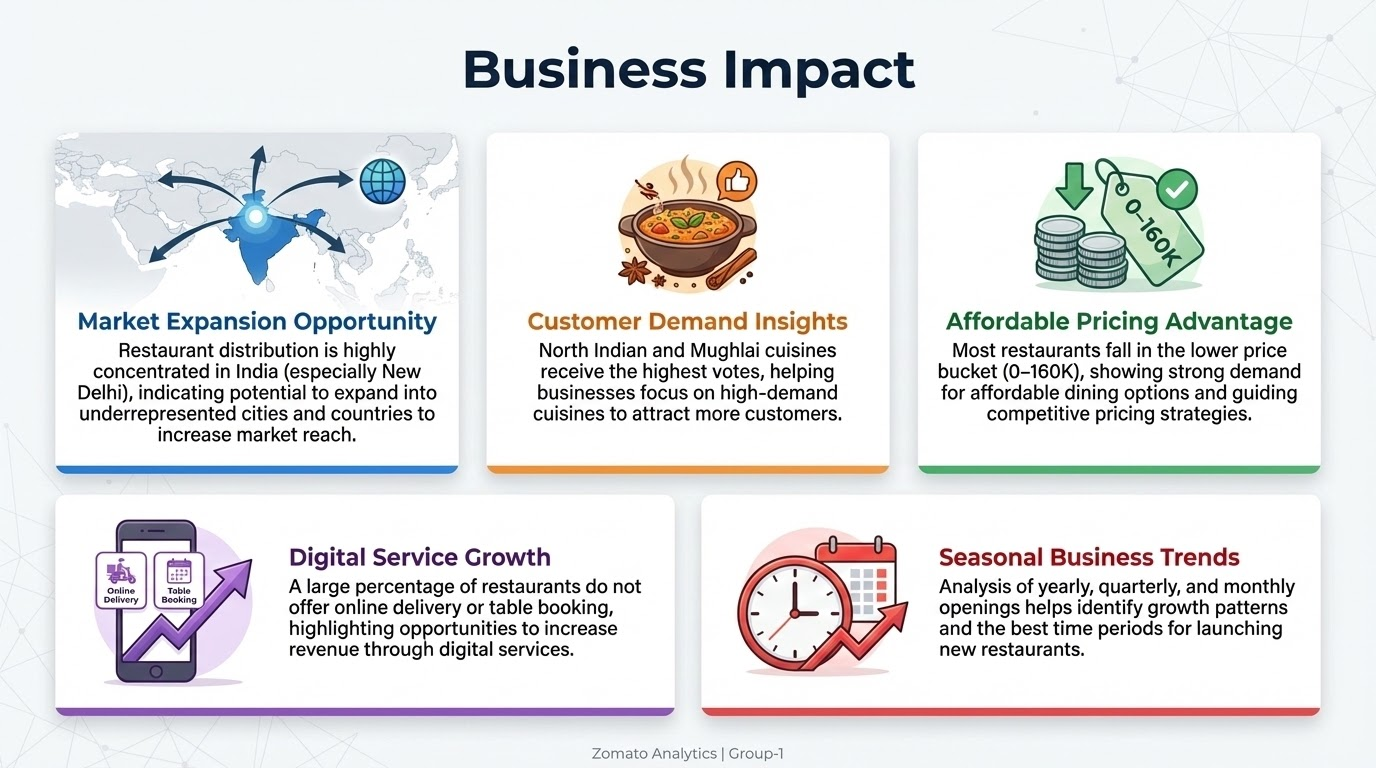 Business Impact
Market Expansion Opportunity
Restaurant distribution is highly
concentrated in India (especially New
Delhi), indicating potential to expand into
underrepresented cities and countries to
increase market reach.
Customer Demand Insights
North Indian and Mughlai cuisines
receive the highest votes, helping
businesses focus on high-demand
cuisines to attract more customers.
0–160K
Affordable Pricing Advantage
Most restaurants fall in the lower price
bucket (0–160K), showing strong demand
for affordable dining options and guiding
competitive pricing strategies.
Online
Delivery
Table
Booking
Digital Service Growth
A large percentage of restaurants do not
offer online delivery or table booking,
highlighting opportunities to increase
revenue through digital services.
Seasonal Business Trends
Analysis of yearly, quarterly, and monthly
openings helps identify growth patterns
and the best time periods for launching
new restaurants.
Zomato Analytics | Group-1